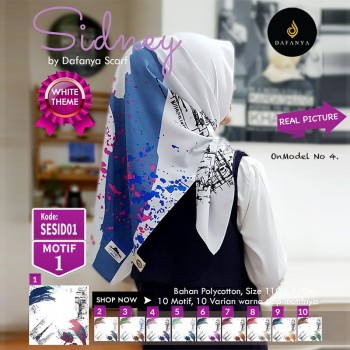 Sidney
by Dafanya Scarf
DAFANYA
WHITE
THEME
REAL PICTURE
OnModel No 4.
Kode:
SESID01
MOTIF
1
1
Bahan Polycotton, Size
SHOP NOW
10 Motif, 10 Varian warna
2 3 4 5 6 7 8 9 10